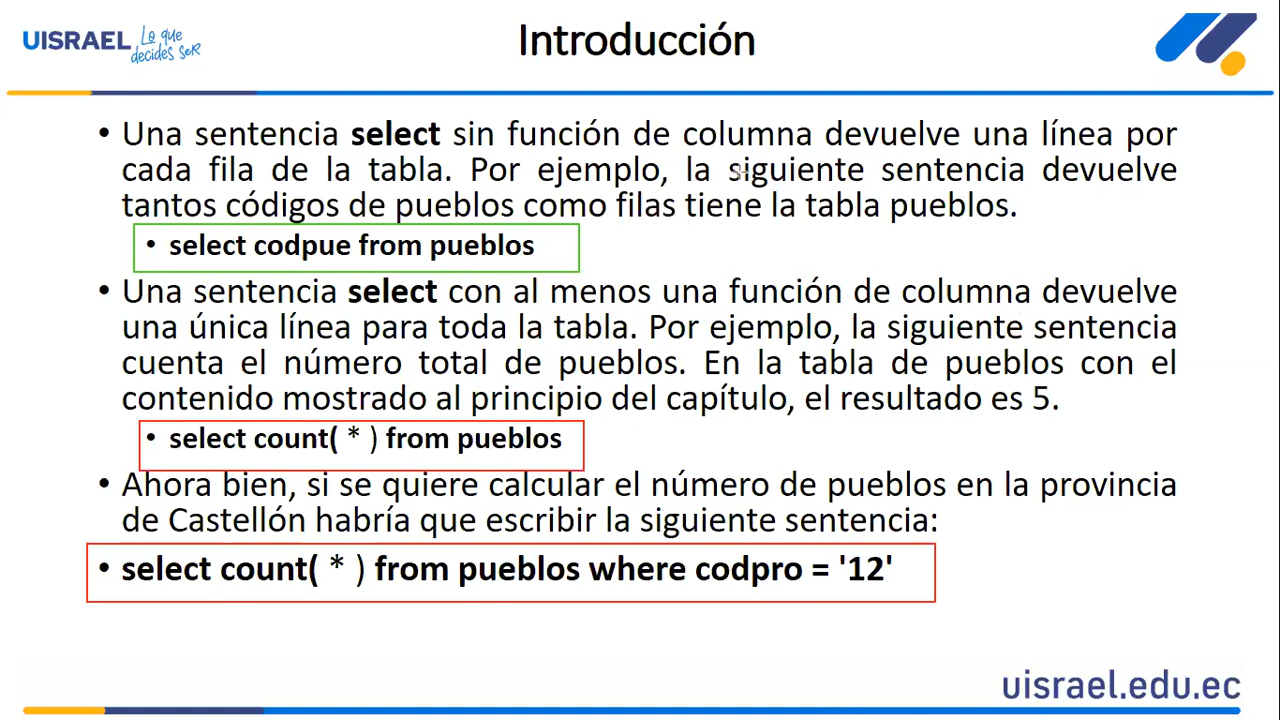 UISRAEL Lo que
decides seR
Introducción
• Una sentencia select sin función de columna devuelve una línea por
cada fila de la tabla. Por ejemplo, la siguiente sentencia devuelve
tantos códigos de pueblos como filas tiene la tabla pueblos.
• select codpue from pueblos
• Una sentencia select con al menos una función de columna devuelve
una única línea para toda la tabla. Por ejemplo, la siguiente sentencia
cuenta el número total de pueblos. En la tabla de pueblos con el
contenido mostrado al principio del capítulo, el resultado es 5.
• select count( * ) from pueblos
• Ahora bien, si se quiere calcular el número de pueblos en la provincia
de Castellón habría que escribir la siguiente sentencia:
• select count( * ) from pueblos where codpro = '12'
uisrael.edu.ec